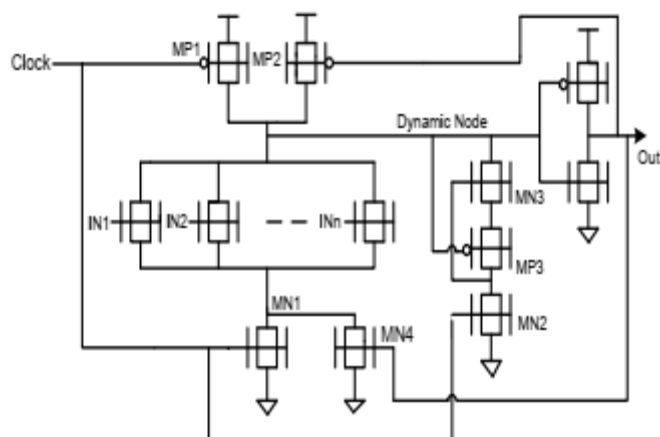 MP1
MP2
Clock
Dynamic Node
Out
MN3
IN1
IN2
INn
MP3
MN1
MN2
MN4